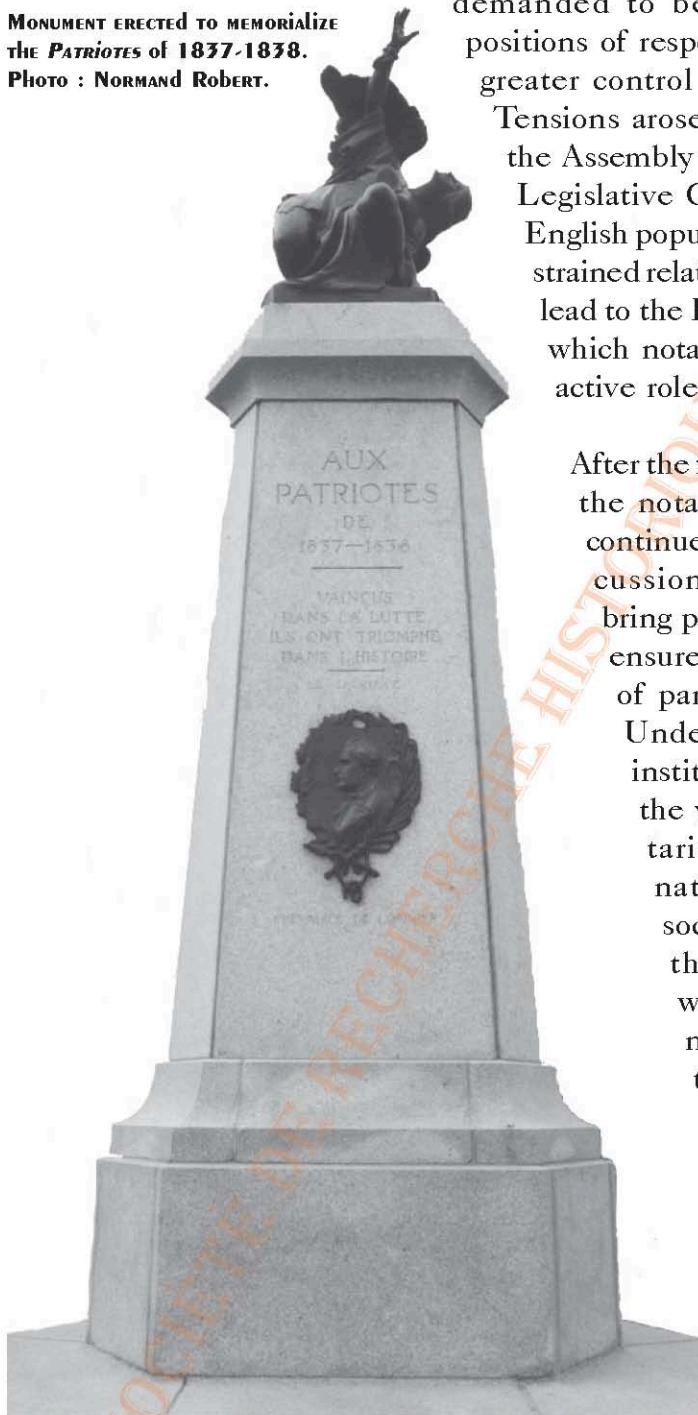 Monument erected to memorialize
the Patriotes of 1837-1838.
Photo : Normand Robert.
demanded to be
positions of resp
greater control
Tensions arose
the Assembly
Legislative C
English popu
strained relat
lead to the
which nota
active role
After the
the nota
continue
cussion
bring p
ensure
of par
Unde
instit
the
tari
nat
soc
th
w
AUX
PATRIOTES
DE
1837—1838
VAINCUS
DANS LA LUTTE,
ILS ONT TRIOMPHÉ
DANS L'HISTOIRE
SOCIÉTÉ DE RECHERCHE HISTORIQU